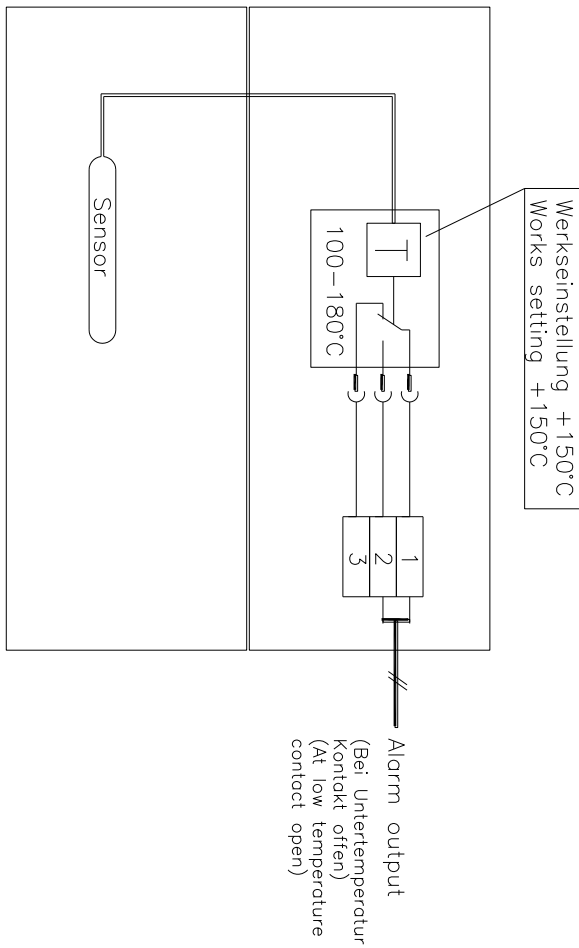 Werkseinstellung +150°C
Works setting +150°C
T
100-180°C
Sensor
1
2
3
Alarm output
(Bei Untertemperatur
Kontakt offen)
(At low temperature
contact open)